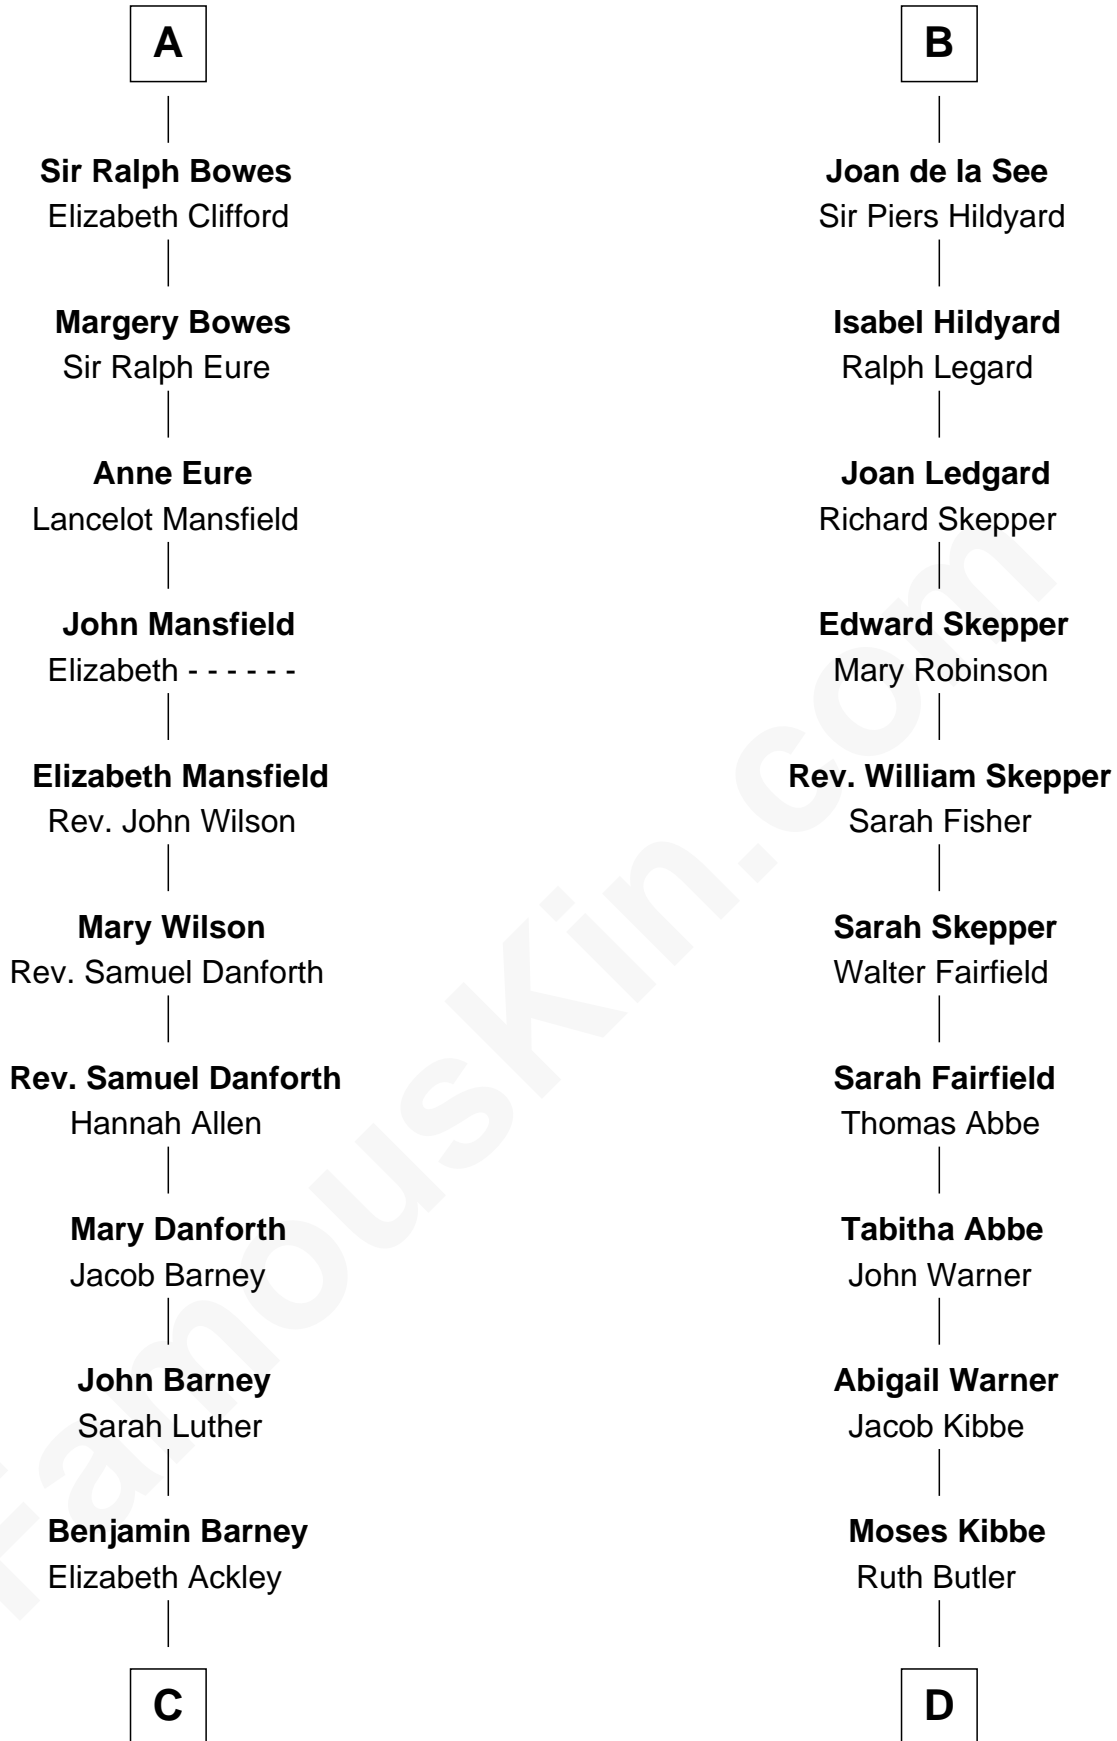 A
Sir Ralph Bowes
Elizabeth Clifford
Margery Bowes
Sir Ralph Eure
Anne Eure
Lancelot Mansfield
John Mansfield
Elizabeth - - - - - -
Elizabeth Mansfield
Rev. John Wilson
Mary Wilson
Rev. Samuel Danforth
Rev. Samuel Danforth
Hannah Allen
Mary Danforth
Jacob Barney
John Barney
Sarah Luther
Benjamin Barney
Elizabeth Ackley
C
B
Joan de la See
Sir Piers Hildyard
Isabel Hildyard
Ralph Legard
Joan Ledgard
Richard Skepper
Edward Skepper
Mary Robinson
Rev. William Skepper
Sarah Fisher
Sarah Skepper
Walter Fairfield
Sarah Fairfield
Thomas Abbe
Tabitha Abbe
John Warner
Abigail Warner
Jacob Kibbe
Moses Kibbe
Ruth Butler
D
FamousKin.com